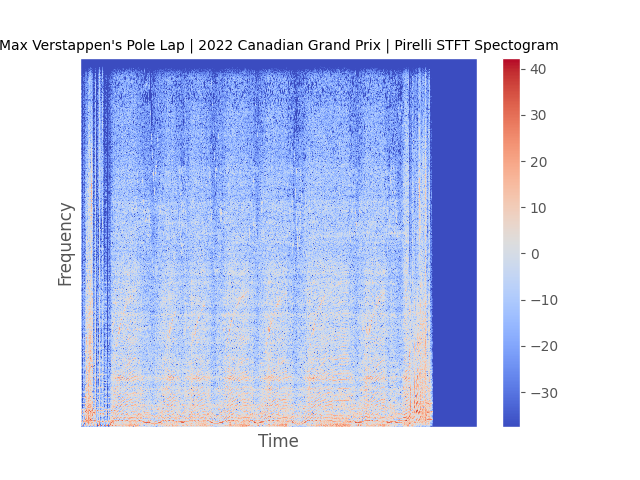 Max Verstappen's Pole Lap | 2022 Canadian Grand Prix | Pirelli STFT Spectogram
40
30
20
10
0
−10
−20
−30
Frequency
Time